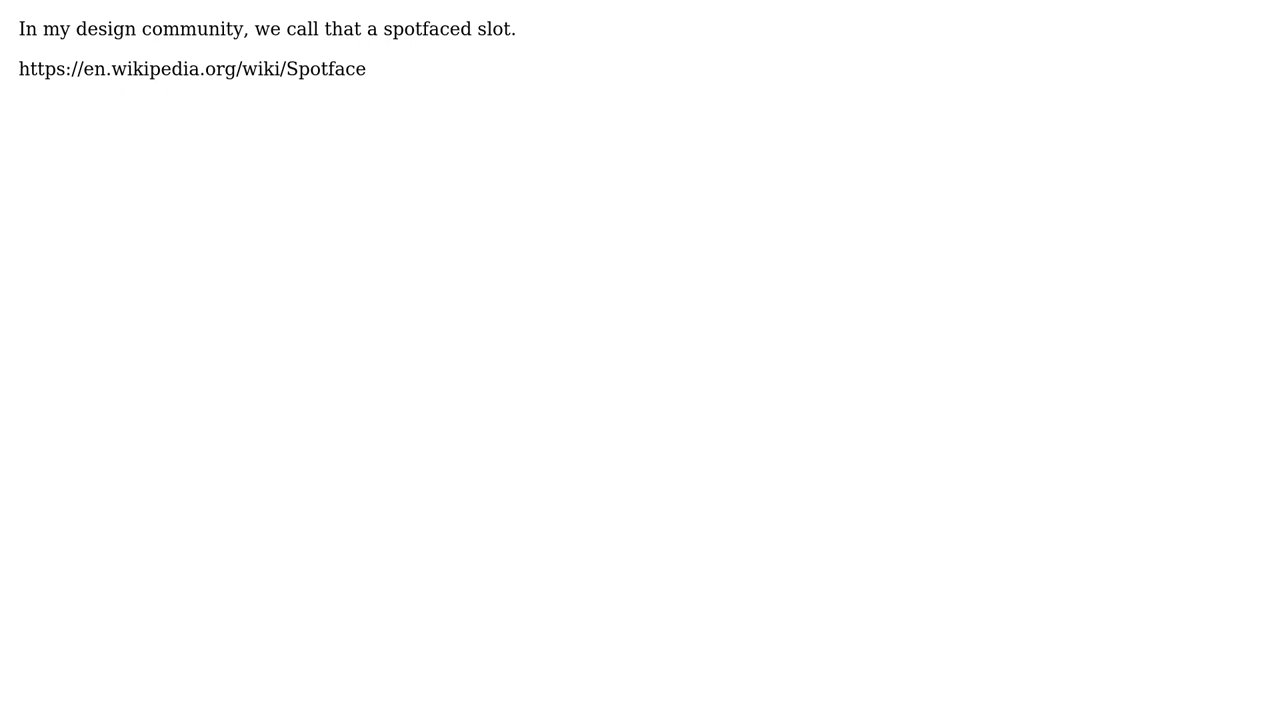 In my design community, we call that a spotfaced slot.
https://en.wikipedia.org/wiki/Spotface